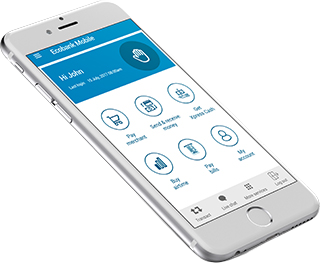 Ecobank Mobile
Hi John
Last login: 15 July, 2017 08:00am
Pay
merchant
Send & receive
money
Get
Xpress Cash
Buy
airtime
Pay
bills
My
account
Transact
Live chat
More services
Log out